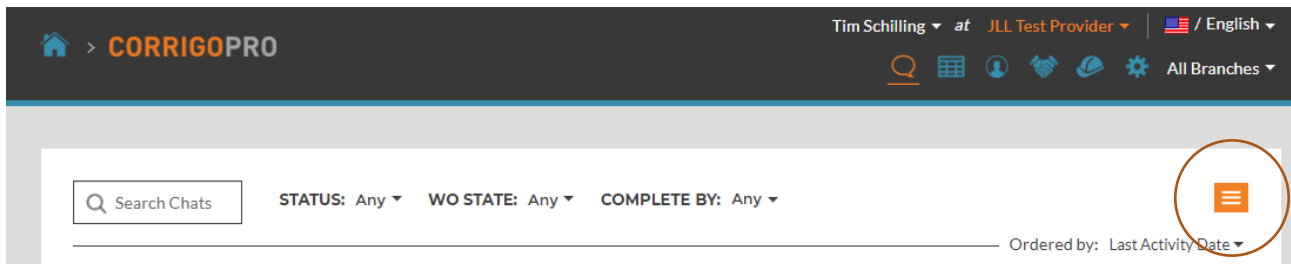 Tim Schilling at JLL Test Provider / English
> CORRIGOPRO
All Branches
Search Chats STATUS: Any WO STATE: Any COMPLETE BY: Any
Ordered by: Last Activity Date